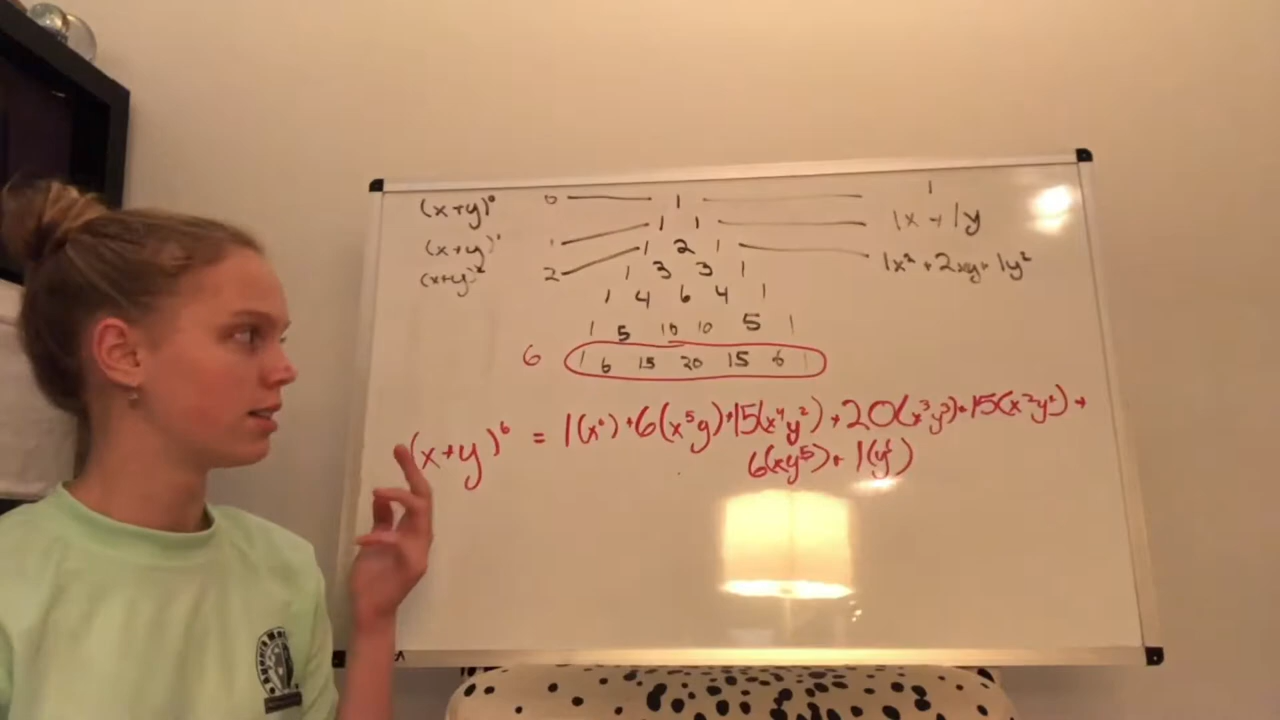 (x+y)⁰ 0 1 1
(x+y)¹ 1 1 1 1x + 1y
(x+y)² 2 1 2 1 1x² + 2xy + 1y²
1 3 3 1
1 4 6 4 1
1 5 10 10 5 1
6 1 6 15 20 15 6 1
(x+y)⁶ = 1(x⁶) + 6(x⁵y) + 15(x⁴y²) + 20(x³y³) + 15(x²y⁴) +
6(xy⁵) + 1(y⁶)